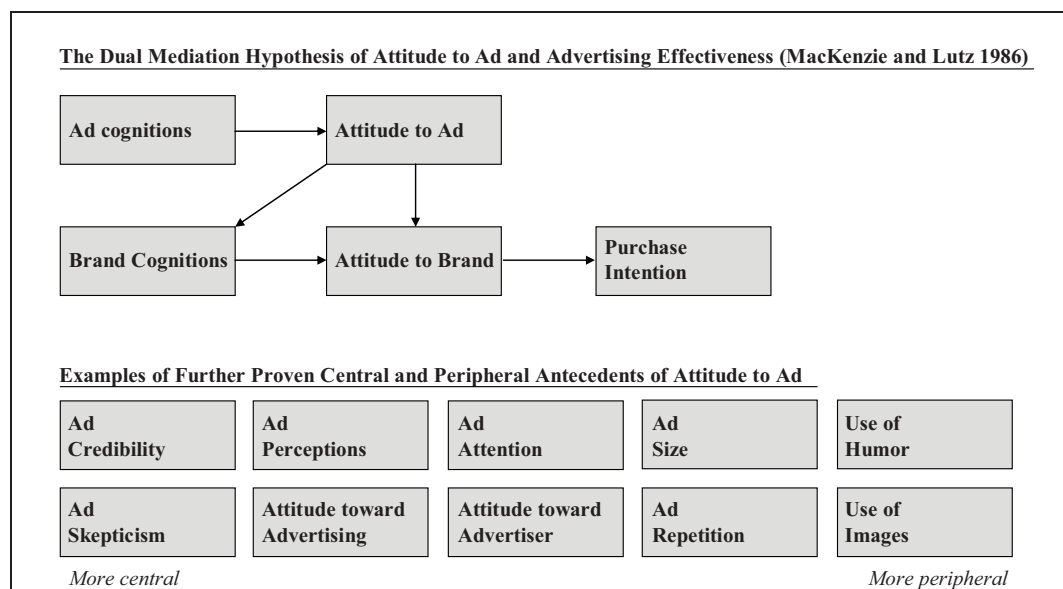 The Dual Mediation Hypothesis of Attitude to Ad and Advertising Effectiveness (MacKenzie and Lutz 1986)
Ad cognitions
Attitude to Ad
Brand Cognitions
Attitude to Brand
Purchase
Intention
Examples of Further Proven Central and Peripheral Antecedents of Attitude to Ad
Ad
Credibility
Ad
Perceptions
Ad
Attention
Ad
Size
Use of
Humor
Ad
Skepticism
Attitude toward
Advertising
Attitude toward
Advertiser
Ad
Repetition
Use of
Images
More central
More peripheral